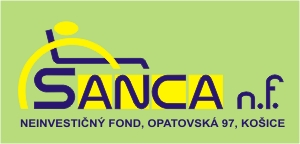 ŠANCA n.f.
NEINVESTIČNÝ FOND, OPATOVSKÁ 97, KOŠICE